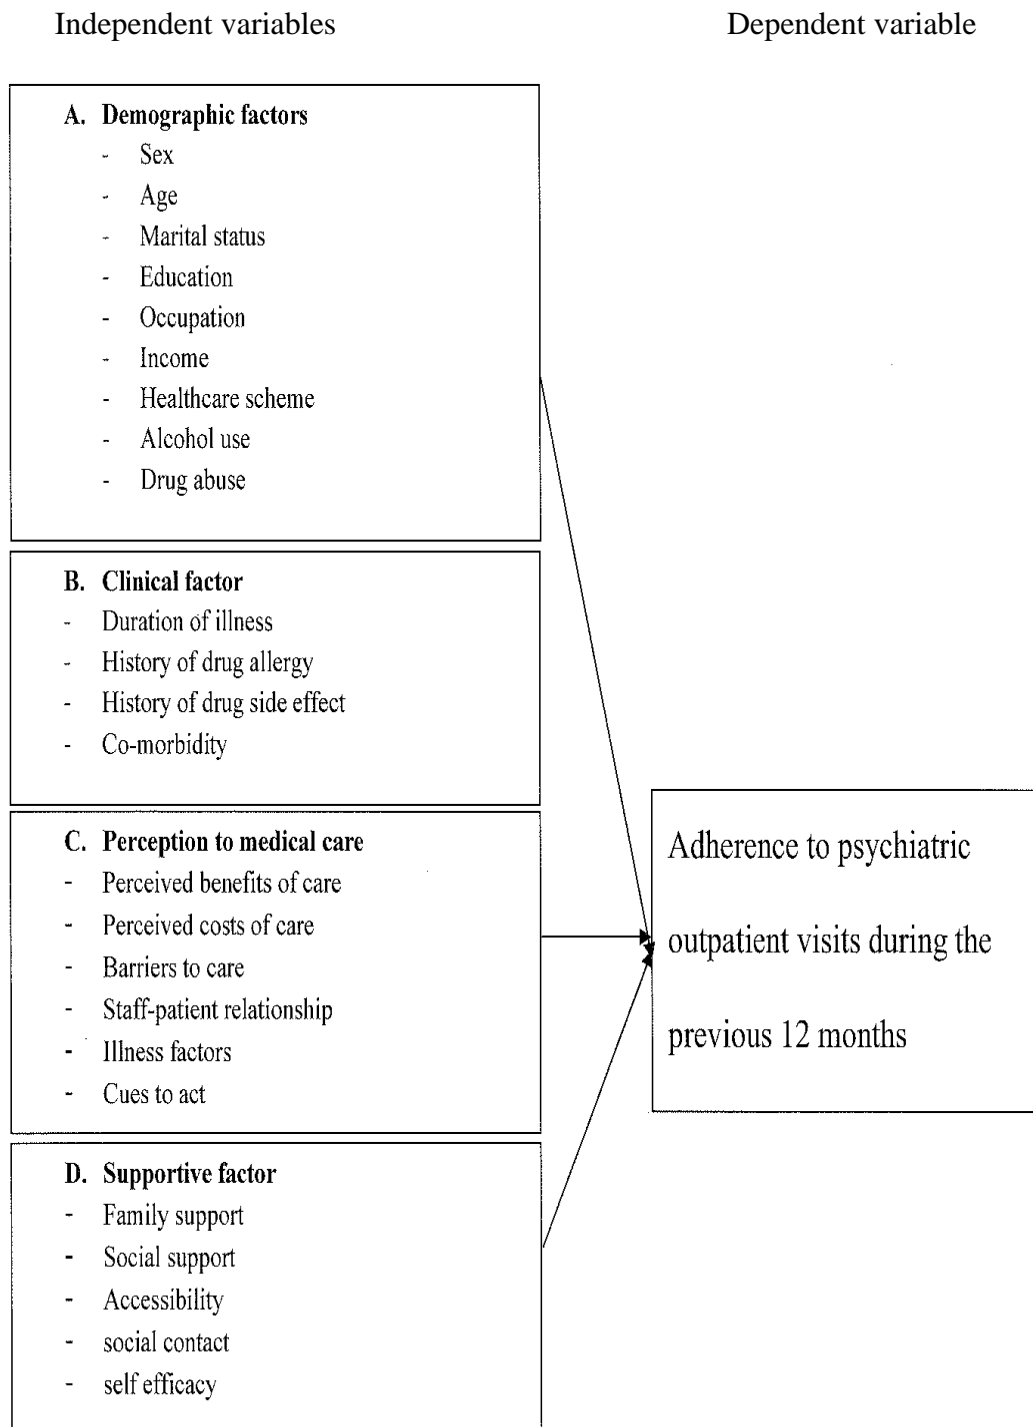 Independent variables
Dependent variable
A. Demographic factors
- Sex
- Age
- Marital status
- Education
- Occupation
- Income
- Healthcare scheme
- Alcohol use
- Drug abuse
B. Clinical factor
- Duration of illness
- History of drug allergy
- History of drug side effect
- Co-morbidity
C. Perception to medical care
- Perceived benefits of care
- Perceived costs of care
- Barriers to care
- Staff-patient relationship
- Illness factors
- Cues to act
D. Supportive factor
- Family support
- Social support
- Accessibility
- social contact
- self efficacy
Adherence to psychiatric
outpatient visits during the
previous 12 months